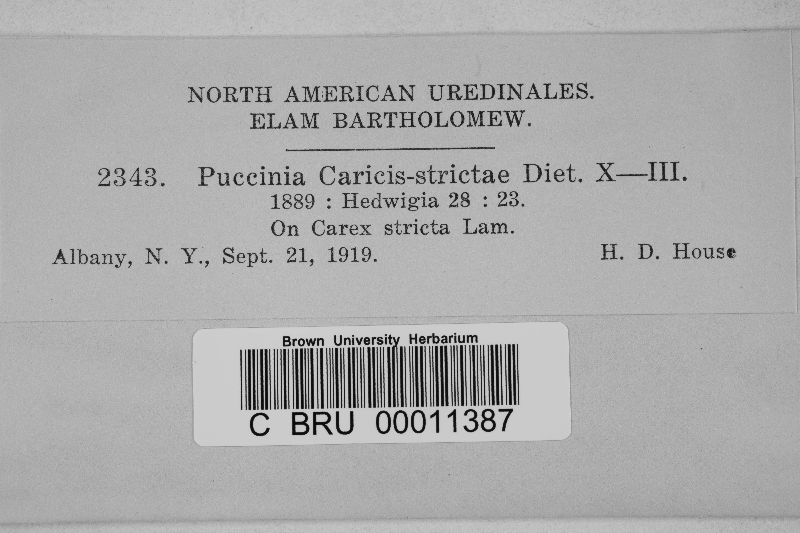 NORTH AMERICAN UREDINALES.
ELAM BARTHOLOMEW.
2343. Puccinia Caricis-strictae Diet. X—III.
1889 : Hedwigia 28 : 23.
On Carex stricta Lam.
Albany, N. Y., Sept. 21, 1919. H. D. House
Brown University Herbarium
C BRU 00011387